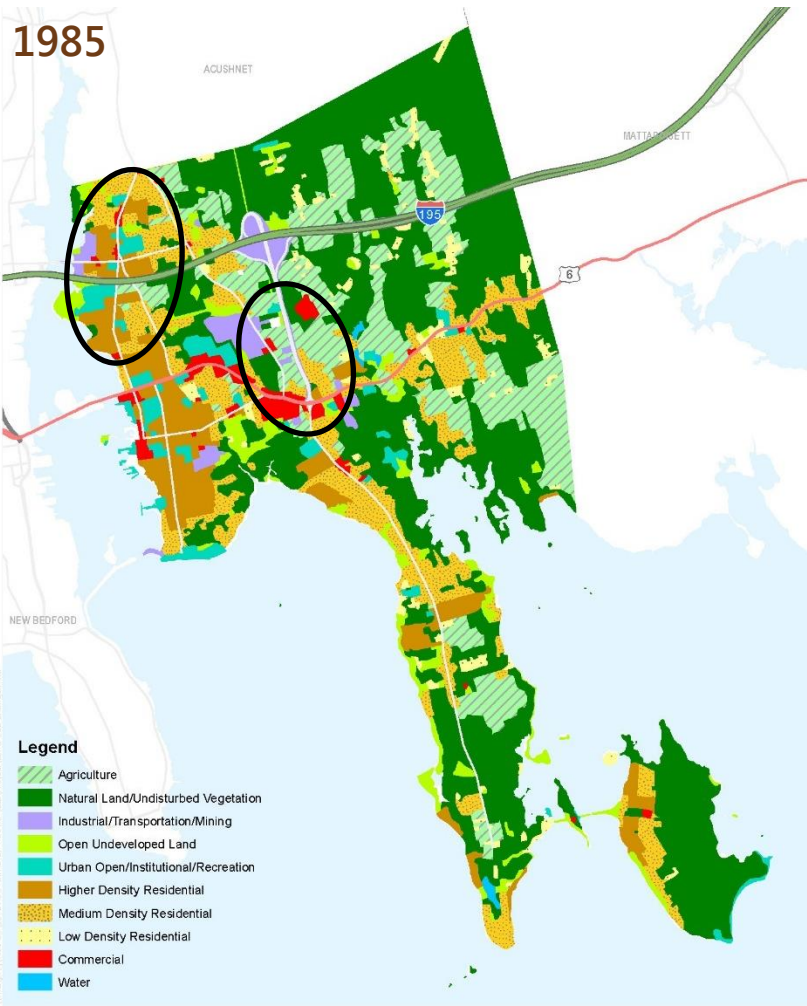 1985
ACUSHNET
MATTAPOISETT
195
6
NEW BEDFORD
Legend
Agriculture
Natural Land/Undisturbed Vegetation
Industrial/Transportation/Mining
Open Undeveloped Land
Urban Open/Institutional/Recreation
Higher Density Residential
Medium Density Residential
Low Density Residential
Commercial
Water